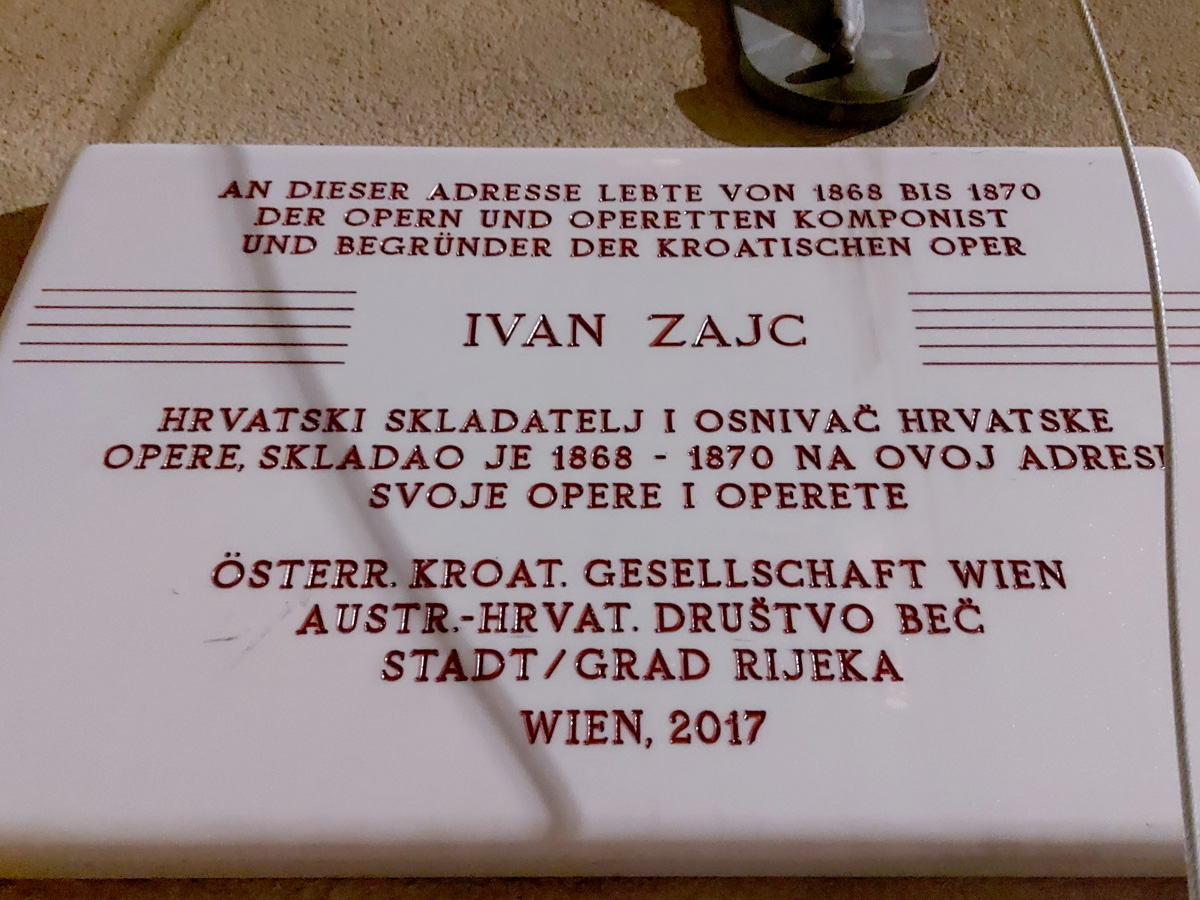 AN DIESER ADRESSE LEBTE VON 1868 BIS 1870
DER OPERN UND OPERETTEN KOMPONIST
UND BEGRÜNDER DER KROATISCHEN OPER
IVAN ZAJC
HRVATSKI SKLADATELJ I OSNIVAČ HRVATSKE
OPERE, SKLADAO JE 1868 - 1870 NA OVOJ ADRESI
SVOJE OPERE I OPERETE
ÖSTERR. KROAT. GESELLSCHAFT WIEN
AUSTR.-HRVAT. DRUŠTVO BEČ
STADT/GRAD RIJEKA
WIEN, 2017